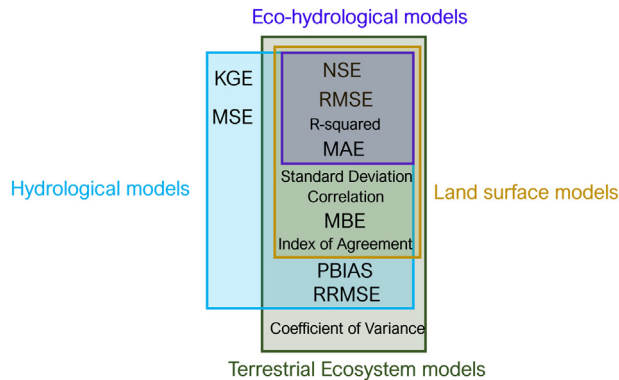 Eco-hydrological models
KGE
MSE
NSE
RMSE
R-squared
MAE
Hydrological models
Standard Deviation
Correlation
MBE
Index of Agreement
Land surface models
PBIAS
RRMSE
Coefficient of Variance
Terrestrial Ecosystem models